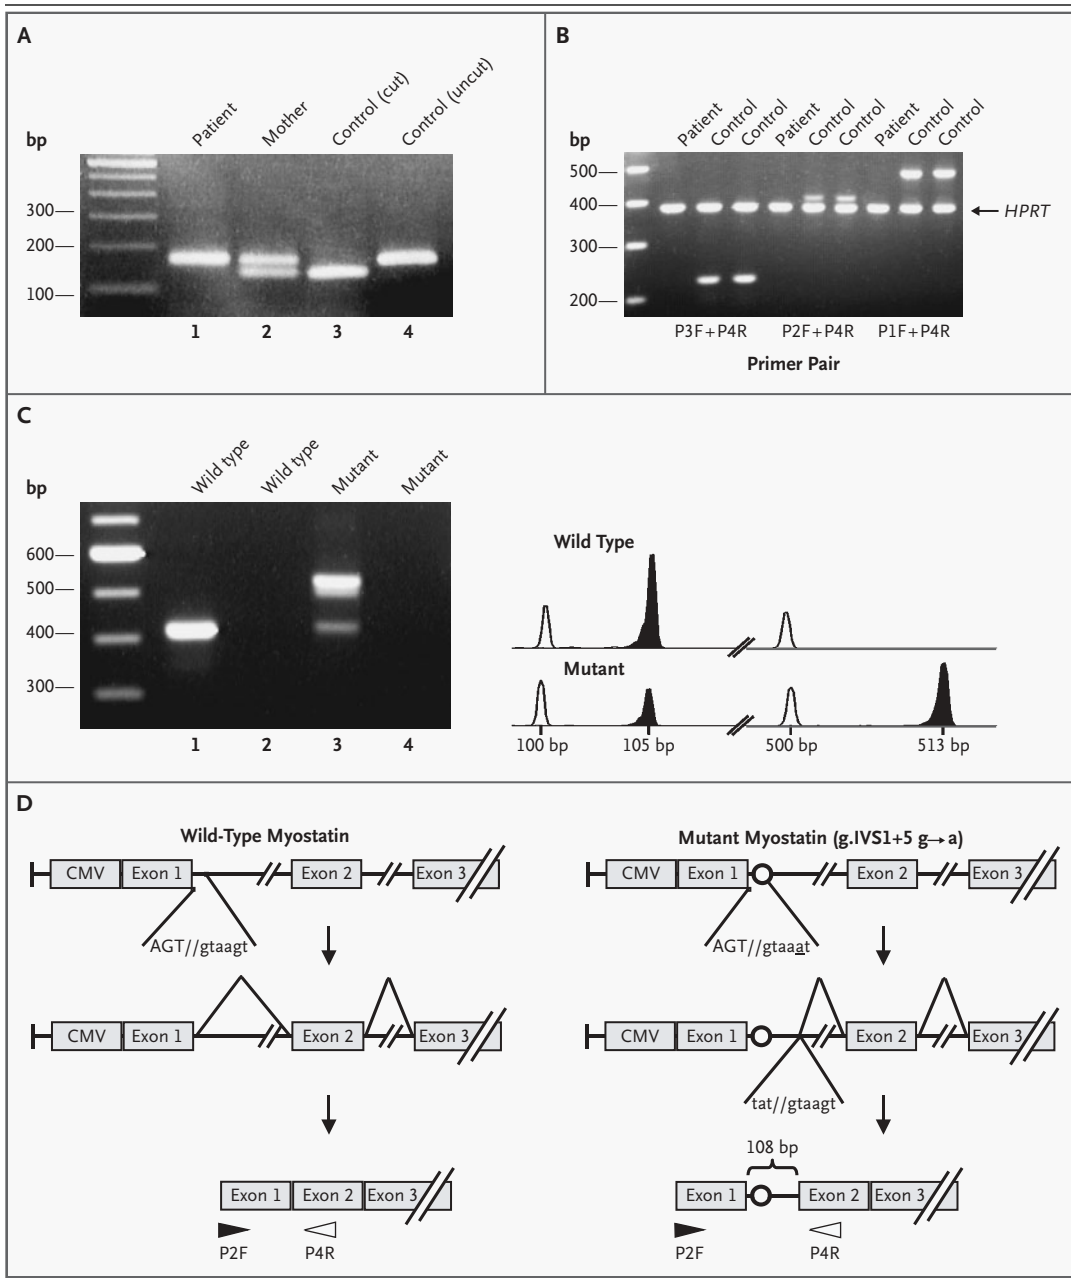 A
bp
Patient
Mother
Control (cut)
Control (uncut)
300
200
100
1 2 3 4
B
bp
Patient Control Control Patient Control Control Patient Control Control
500
400
300
200
HPRT
P3F+P4R P2F+P4R P1F+P4R
Primer Pair
C
bp
Wild type
Wild type
Mutant
Mutant
600
500
400
300
1 2 3 4
Wild Type
Mutant
100 bp 105 bp 500 bp 513 bp
D
Wild-Type Myostatin
CMV Exon 1 Exon 2 Exon 3
AGT//gtaagt
CMV Exon 1 Exon 2 Exon 3
Exon 1 Exon 2 Exon 3
P2F P4R
Mutant Myostatin (g.IVS1+5 g→a)
CMV Exon 1 Exon 2 Exon 3
AGT//gtaaat
CMV Exon 1 Exon 2 Exon 3
tat//gtaagt
108 bp
Exon 1 Exon 2 Exon 3
P2F P4R